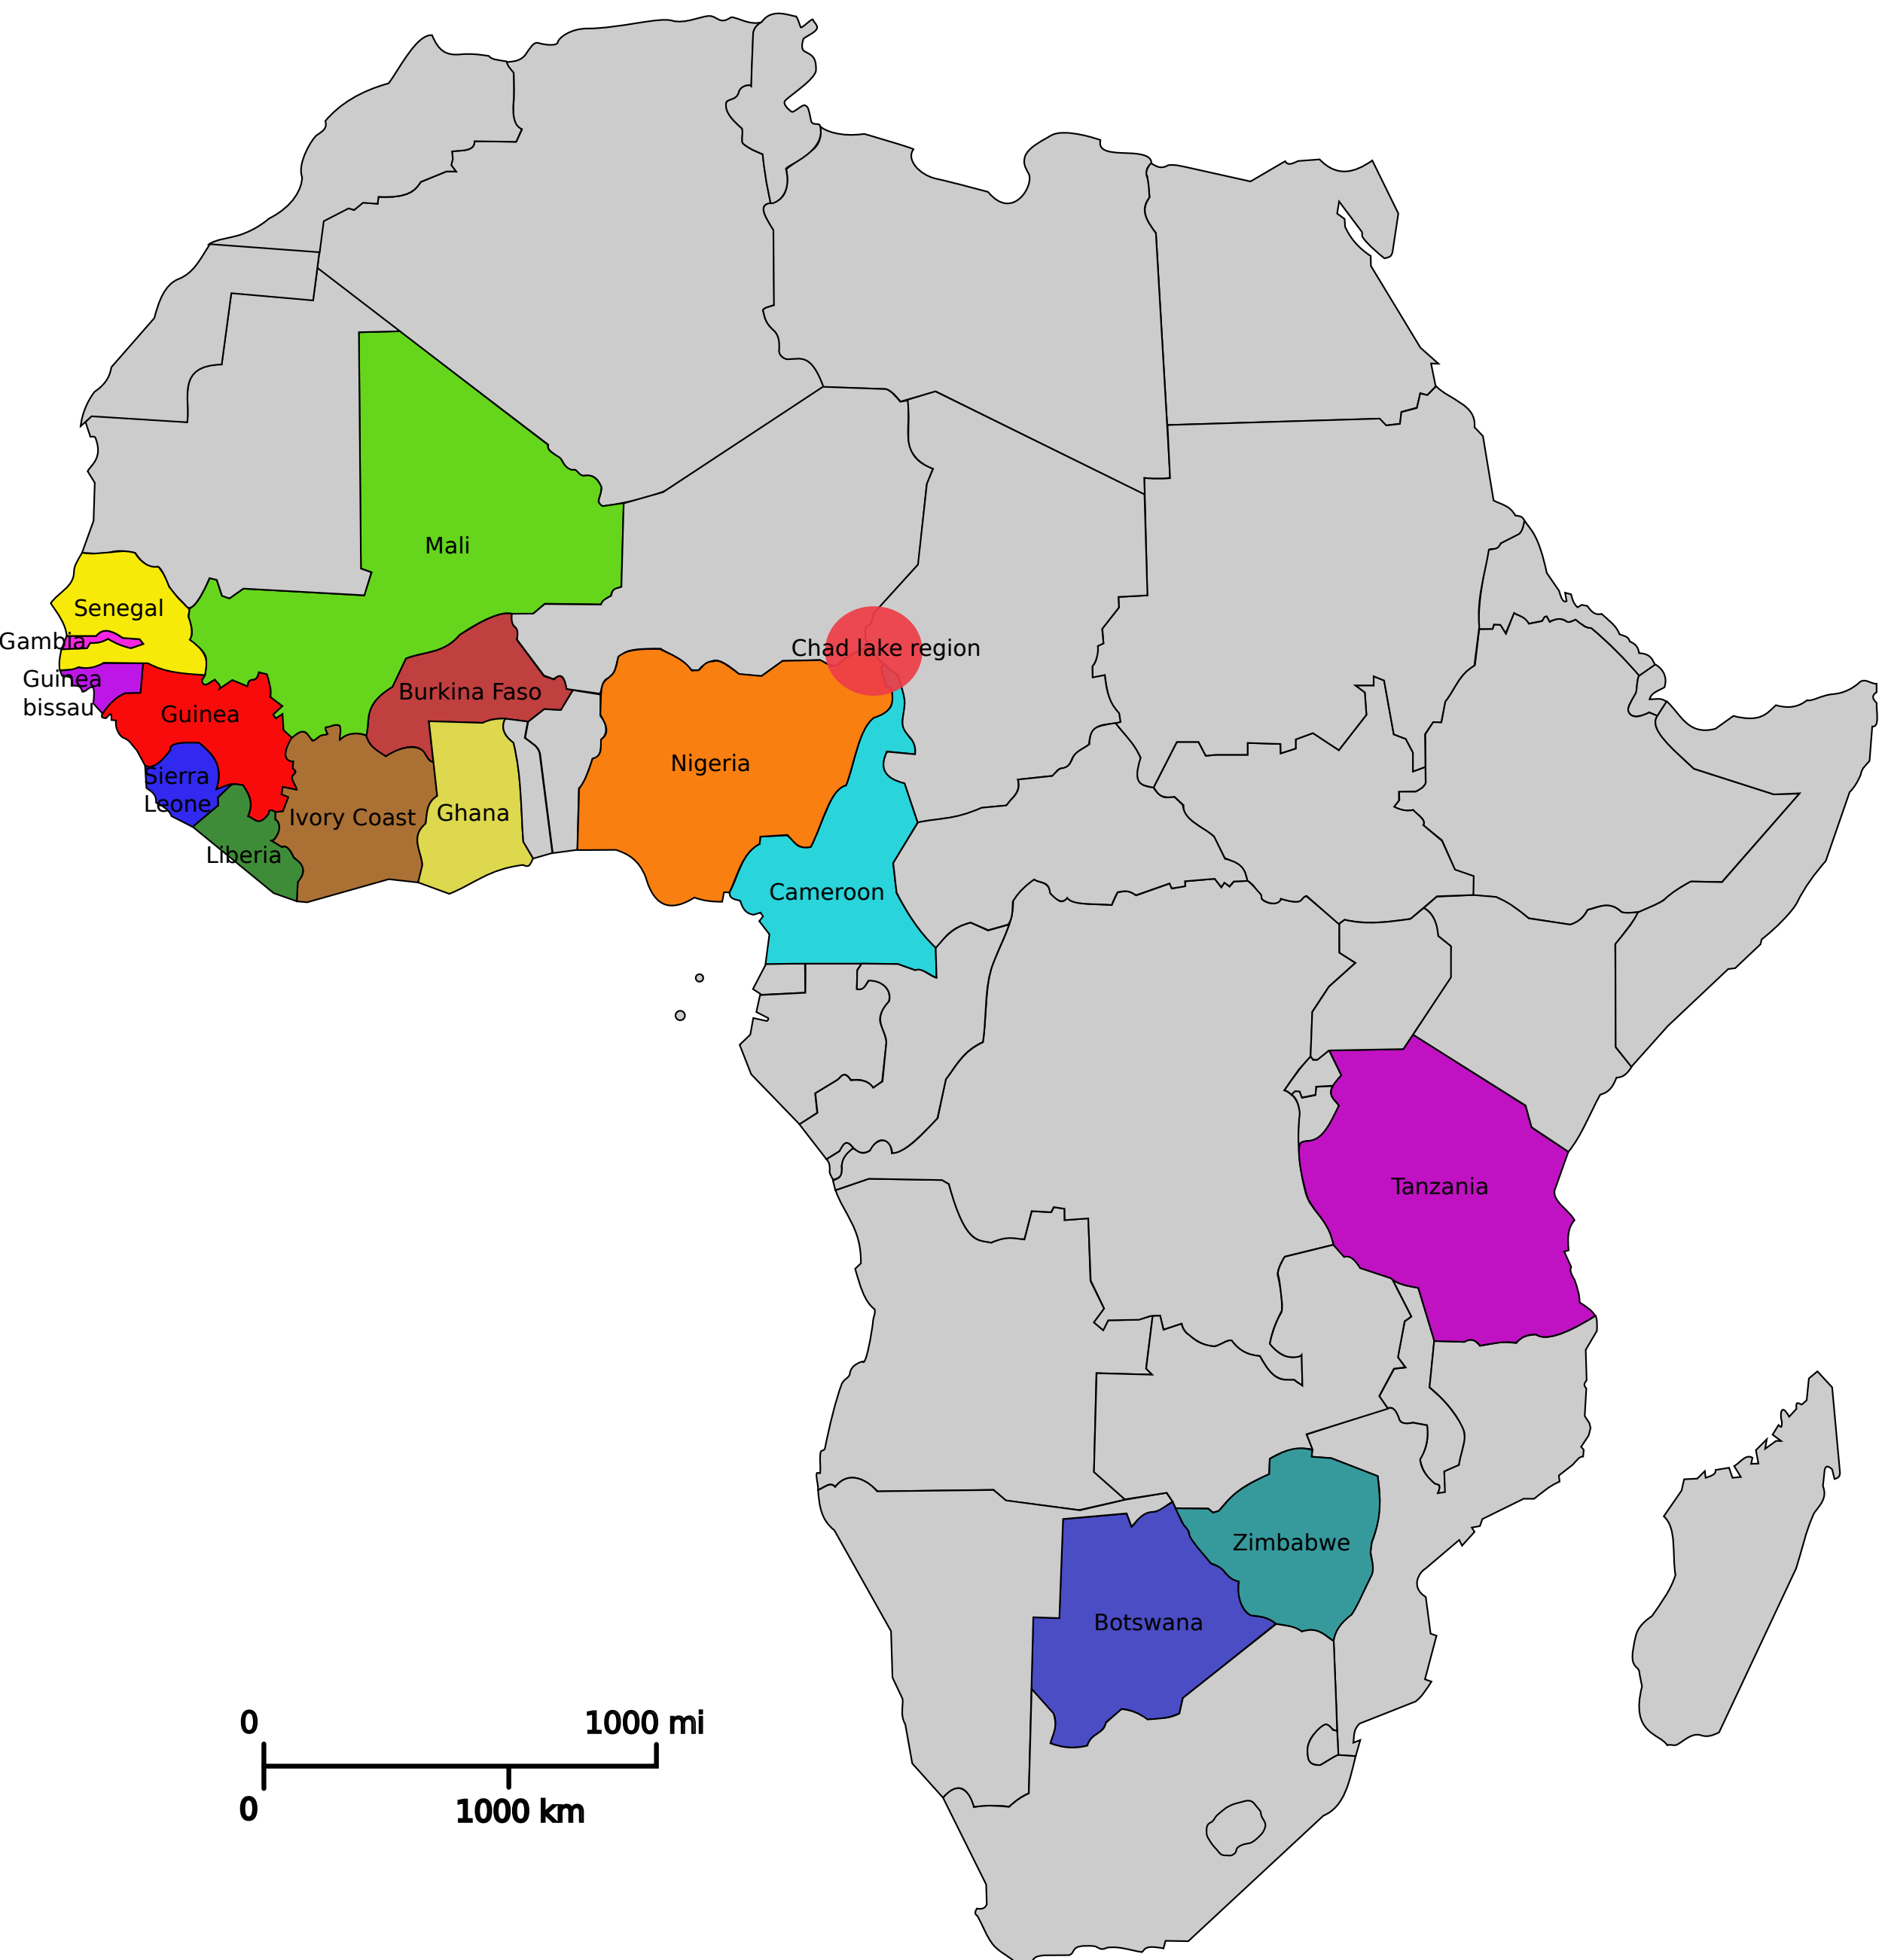 Mali
Senegal
Gambia
Guinea
bissau
Guinea
Sierra
Leone
Liberia
Burkina Faso
Ivory Coast
Ghana
Nigeria
Chad lake region
Cameroon
Tanzania
Zimbabwe
Botswana
0
1000 mi
0
1000 km